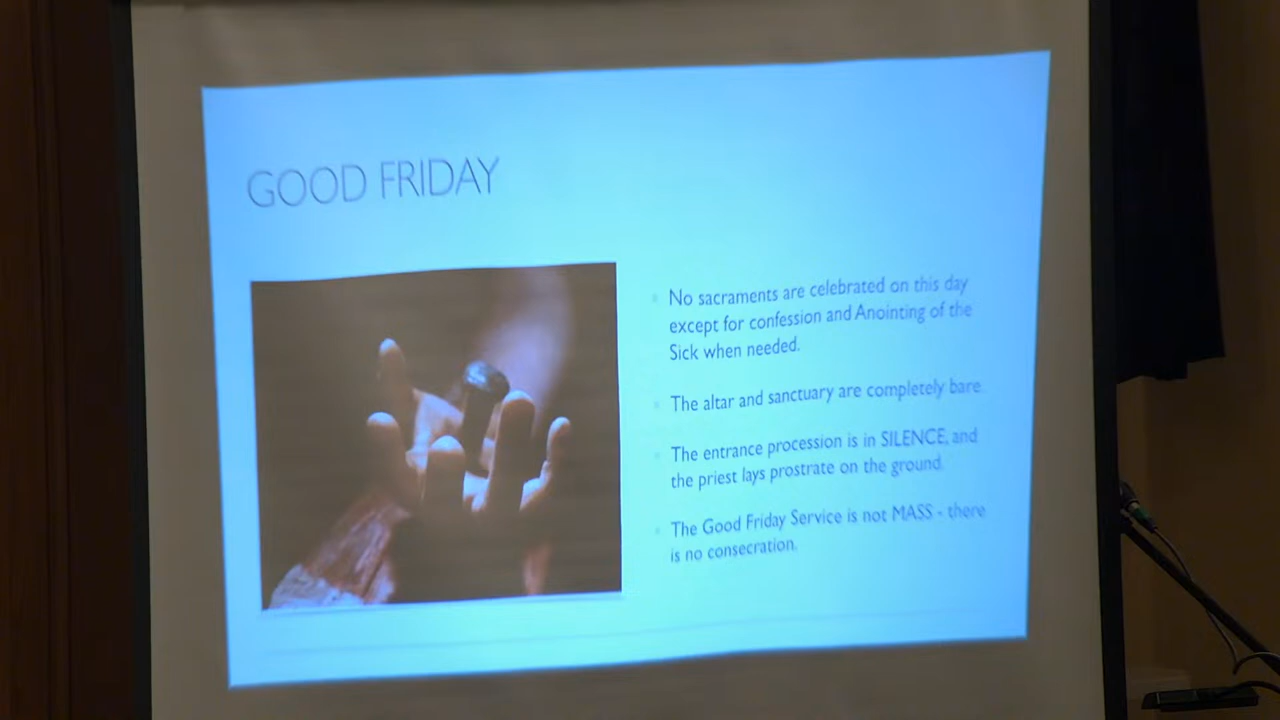 GOOD FRIDAY
No sacraments are celebrated on this day
except for confession and Anointing of the
Sick when needed.
The altar and sanctuary are completely bare.
The entrance procession is in SILENCE, and
the priest lays prostrate on the ground.
The Good Friday Service is not MASS - there
is no consecration.